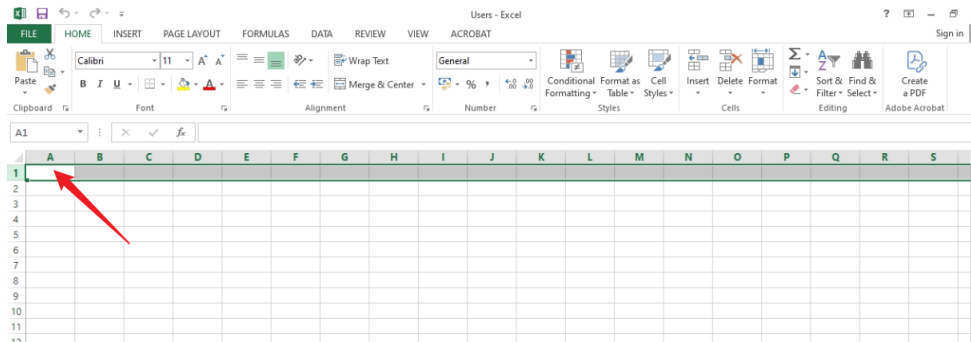 Users - Excel
?
FILE HOME INSERT PAGE LAYOUT FORMULAS DATA REVIEW VIEW ACROBAT Sign in
Calibri 11 A A Wrap Text General
Paste B I U A Merge & Center % , Conditional Formatting Format as Table Cell Styles Insert Delete Format Sort & Filter Find & Select Create a PDF
Clipboard Font Alignment Number Styles Cells Editing Adobe Acrobat
A1 fx
A B C D E F G H I J K L M N O P Q R S
1
2
3
4
5
6
7
8
9
10
11
12